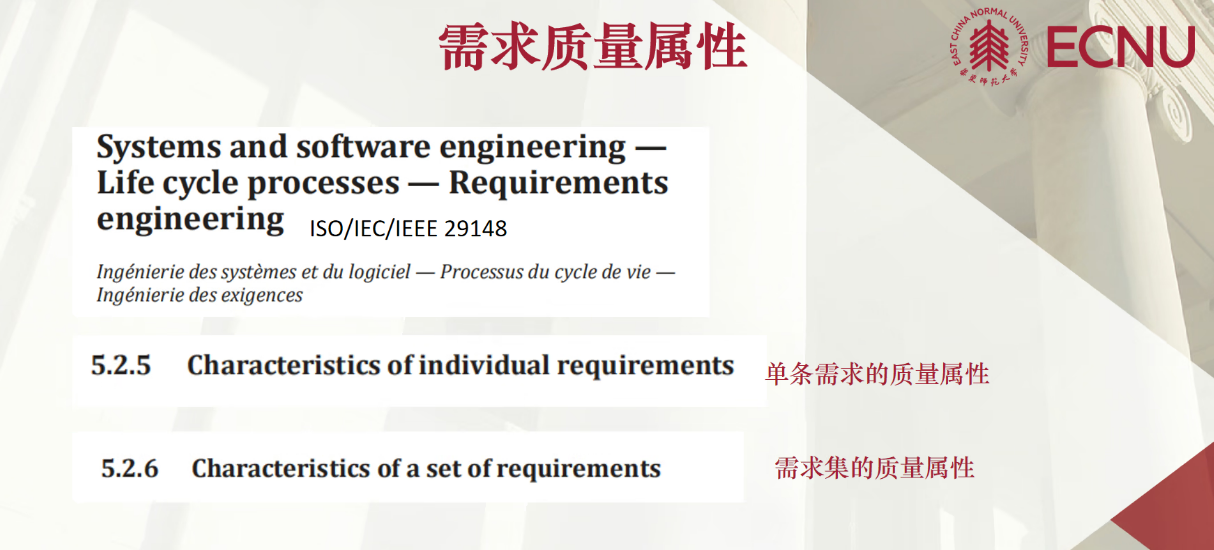 需求质量属性
EAST CHINA NORMAL UNIVERSITY
华东师范大学
ECNU
Systems and software engineering —
Life cycle processes — Requirements
engineering ISO/IEC/IEEE 29148
Ingénierie des systèmes et du logiciel — Processus du cycle de vie —
Ingénierie des exigences
5.2.5 Characteristics of individual requirements 单条需求的质量属性
5.2.6 Characteristics of a set of requirements 需求集的质量属性